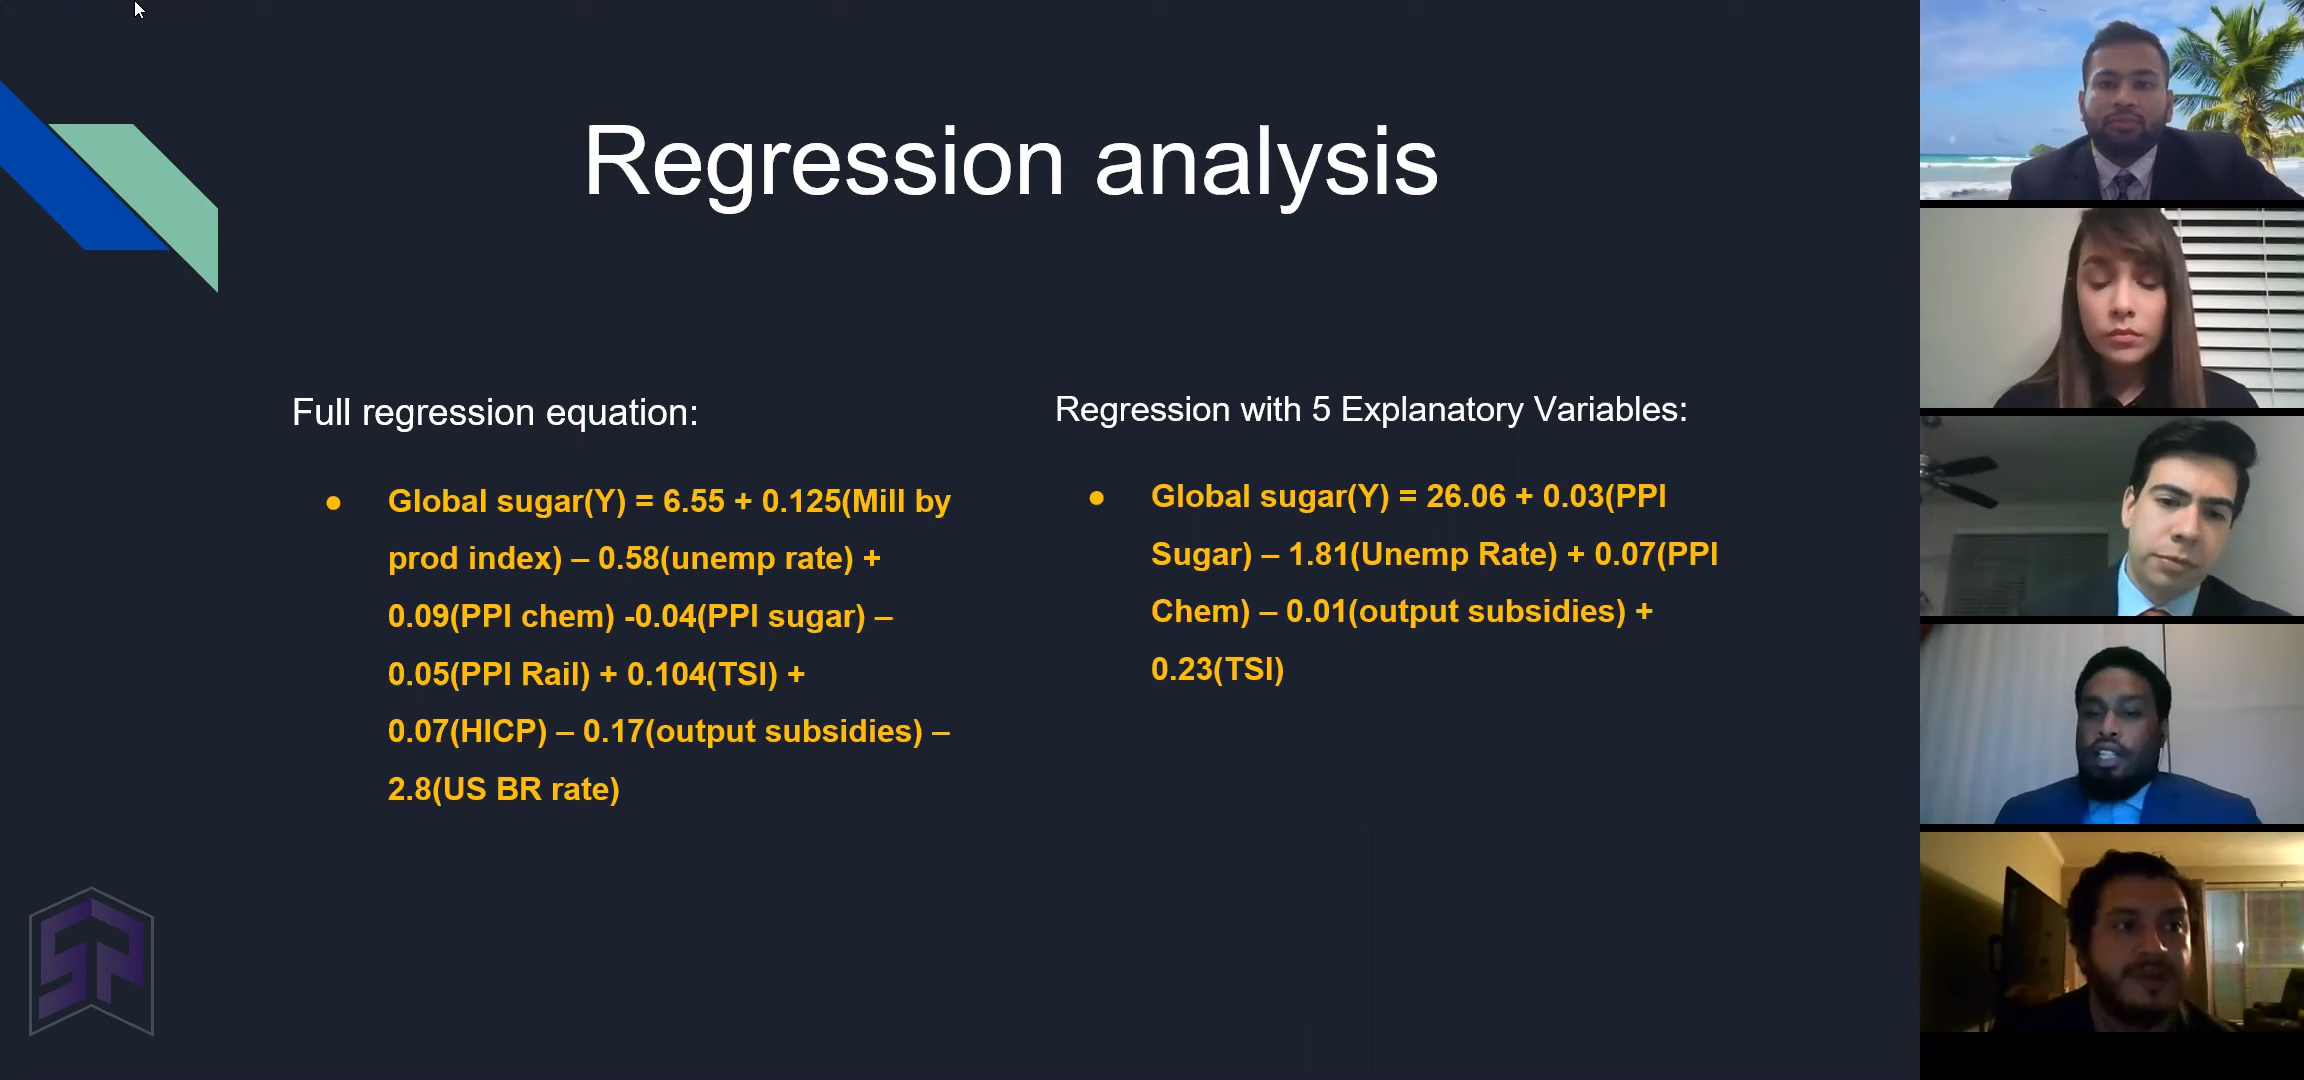 Regression analysis
Full regression equation:
● Global sugar(Y) = 6.55 + 0.125(Mill by
prod index) – 0.58(unemp rate) +
0.09(PPI chem) -0.04(PPI sugar) –
0.05(PPI Rail) + 0.104(TSI) +
0.07(HICP) – 0.17(output subsidies) –
2.8(US BR rate)
Regression with 5 Explanatory Variables:
● Global sugar(Y) = 26.06 + 0.03(PPI
Sugar) – 1.81(Unemp Rate) + 0.07(PPI
Chem) – 0.01(output subsidies) +
0.23(TSI)
SP